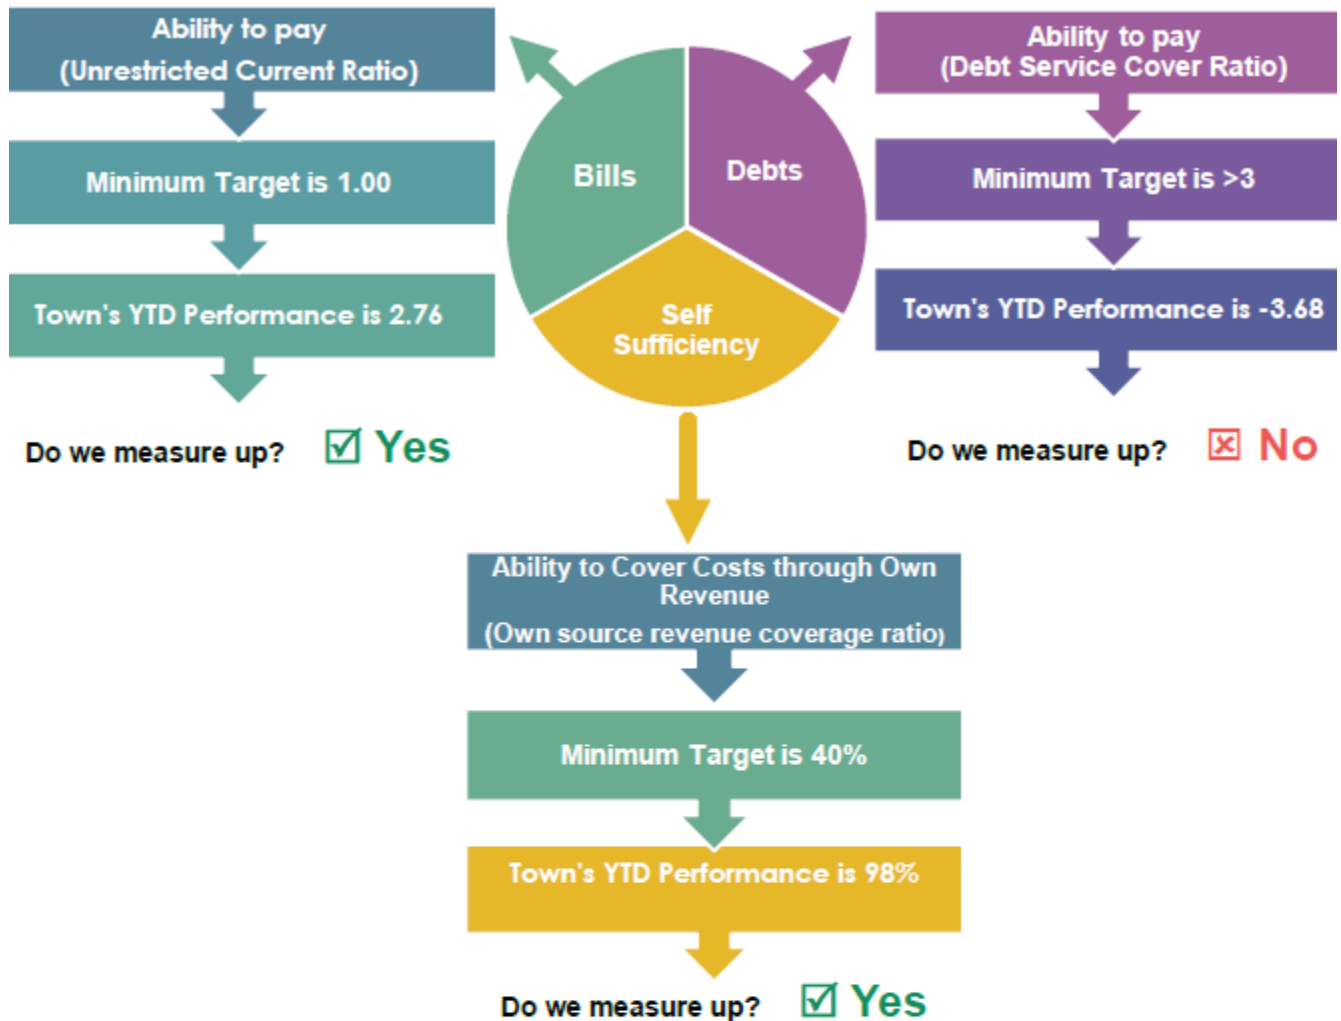 Ability to pay
(Unrestricted Current Ratio)
Minimum Target is 1.00
Town's YTD Performance is 2.76
Do we measure up? ☑ Yes
Bills
Debts
Self
Sufficiency
Ability to pay
(Debt Service Cover Ratio)
Minimum Target is >3
Town's YTD Performance is -3.68
Do we measure up? ☒ No
Ability to Cover Costs through Own
Revenue
(Own source revenue coverage ratio)
Minimum Target is 40%
Town's YTD Performance is 98%
Do we measure up? ☑ Yes